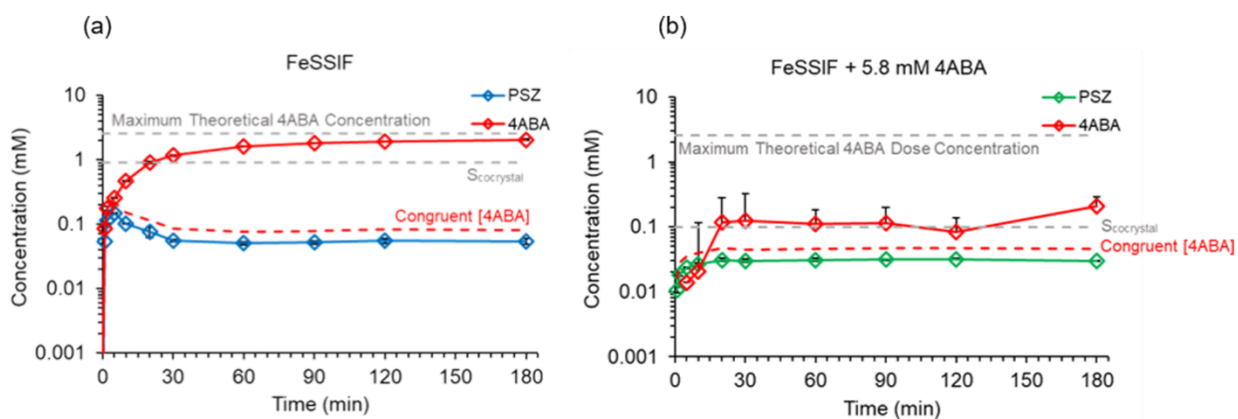 (a)
FeSSIF
PSZ
4ABA
Maximum Theoretical 4ABA Concentration
S_cocrystal
Congruent [4ABA]
Concentration (mM)
10
1
0.1
0.01
0.001
0 30 60 90 120 150 180
Time (min)
(b)
FeSSIF + 5.8 mM 4ABA
PSZ
4ABA
Maximum Theoretical 4ABA Dose Concentration
S_cocrystal
Congruent [4ABA]
Concentration (mM)
10
1
0.1
0.01
0.001
0 30 60 90 120 150 180
Time (min)